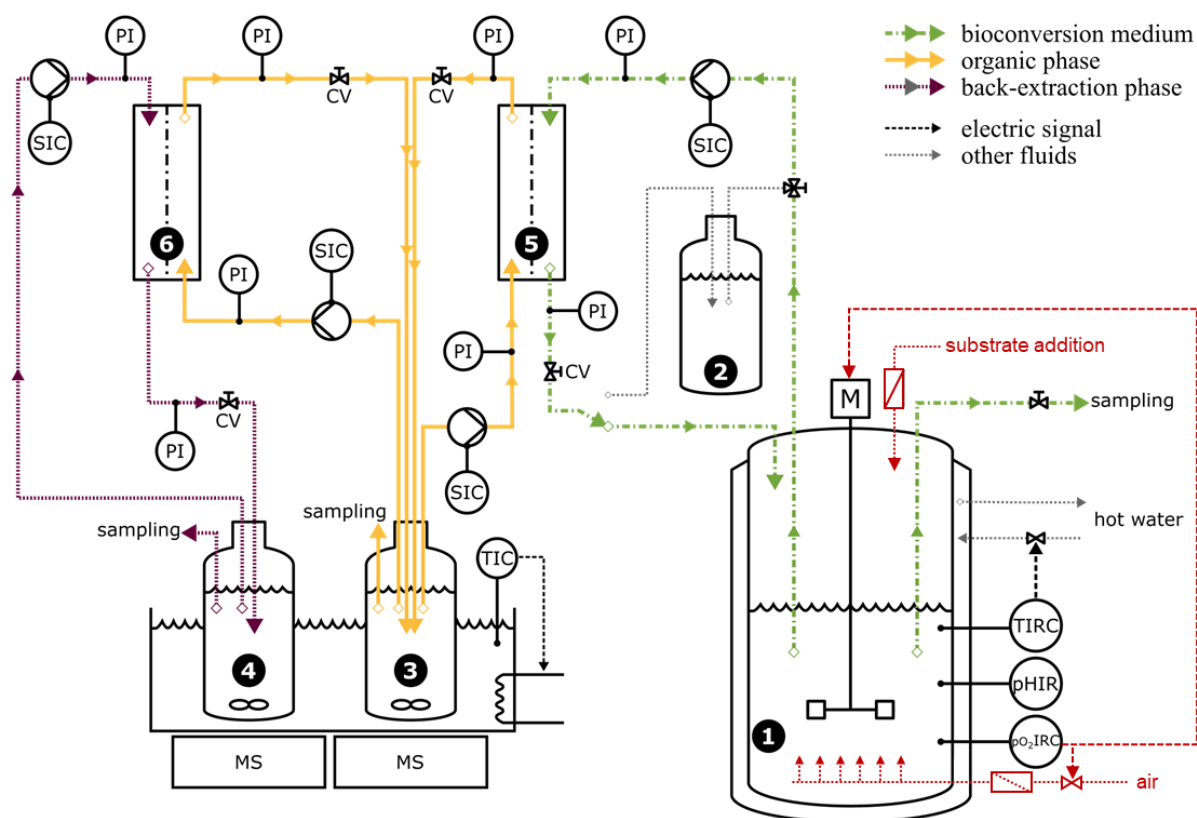 PI
PI
PI
PI
bioconversion medium
organic phase
back-extraction phase
electric signal
other fluids
CV
CV
SIC
SIC
6
5
SIC
PI
PI
PI
CV
2
substrate addition
M
sampling
PI
CV
SIC
sampling
sampling
TIC
hot water
4
3
TIRC
pHIR
1
pO₂IRC
MS
MS
air